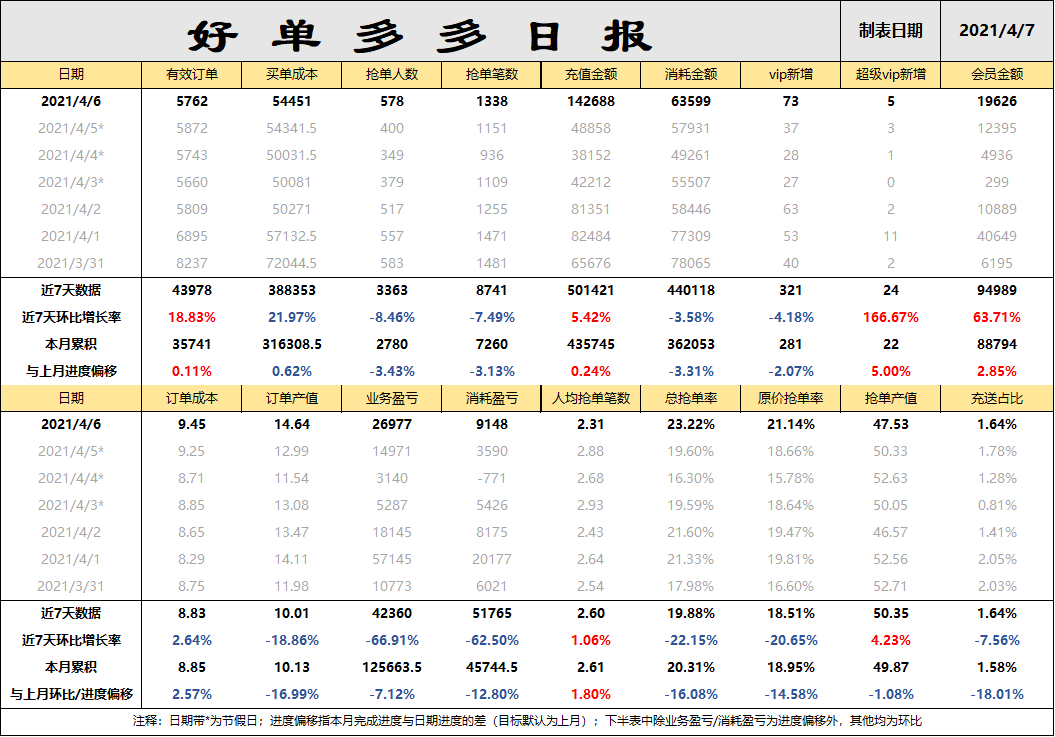 好单多多日报 制表日期 2021/4/7
日期 有效订单 买单成本 抢单人数 抢单笔数 充值金额 消耗金额 vip新增 超级vip新增 会员金额
2021/4/6 5762 54451 578 1338 142688 63599 73 5 19626
2021/4/5* 5872 54341.5 400 1151 48858 57931 37 3 12395
2021/4/4* 5743 50031.5 349 936 38152 49261 28 1 4936
2021/4/3* 5660 50081 379 1109 42212 55507 27 0 299
2021/4/2 5809 50271 517 1255 81351 58446 63 2 10889
2021/4/1 6895 57132.5 557 1471 82484 77309 53 11 40649
2021/3/31 8237 72044.5 583 1481 65676 78065 40 2 6195
近7天数据 43978 388353 3363 8741 501421 440118 321 24 94989
近7天环比增长率 18.83% 21.97% -8.46% -7.49% 5.42% -3.58% -4.18% 166.67% 63.71%
本月累积 35741 316308.5 2780 7260 435745 362053 281 22 88794
与上月进度偏移 0.11% 0.62% -3.43% -3.13% 0.24% -3.31% -2.07% 5.00% 2.85%
日期 订单成本 订单产值 业务盈亏 消耗盈亏 人均抢单笔数 总抢单率 原价抢单率 抢单产值 充送占比
2021/4/6 9.45 14.64 26977 9148 2.31 23.22% 21.14% 47.53 1.64%
2021/4/5* 9.25 12.99 14971 3590 2.88 19.60% 18.66% 50.33 1.78%
2021/4/4* 8.71 11.54 3140 -771 2.68 16.30% 15.78% 52.63 1.28%
2021/4/3* 8.85 13.08 5287 5426 2.93 19.59% 18.64% 50.05 0.81%
2021/4/2 8.65 13.47 18145 8175 2.43 21.60% 19.47% 46.57 1.41%
2021/4/1 8.29 14.11 57145 20177 2.64 21.33% 19.81% 52.56 2.05%
2021/3/31 8.75 11.98 10773 6021 2.54 17.98% 16.60% 52.71 2.03%
近7天数据 8.83 10.01 42360 51765 2.60 19.88% 18.51% 50.35 1.64%
近7天环比增长率 2.64% -18.86% -66.91% -62.50% 1.06% -22.15% -20.65% 4.23% -7.56%
本月累积 8.85 10.13 125663.5 45744.5 2.61 20.31% 18.95% 49.87 1.58%
与上月环比/进度偏移 2.57% -16.99% -7.12% -12.80% 1.80% -16.08% -14.58% -1.08% -18.01%
注释：日期带*为节假日；进度偏移指本月完成进度与日期进度的差（目标默认为上月）；下半表中除业务盈亏/消耗盈亏为进度偏移外，其他均为环比